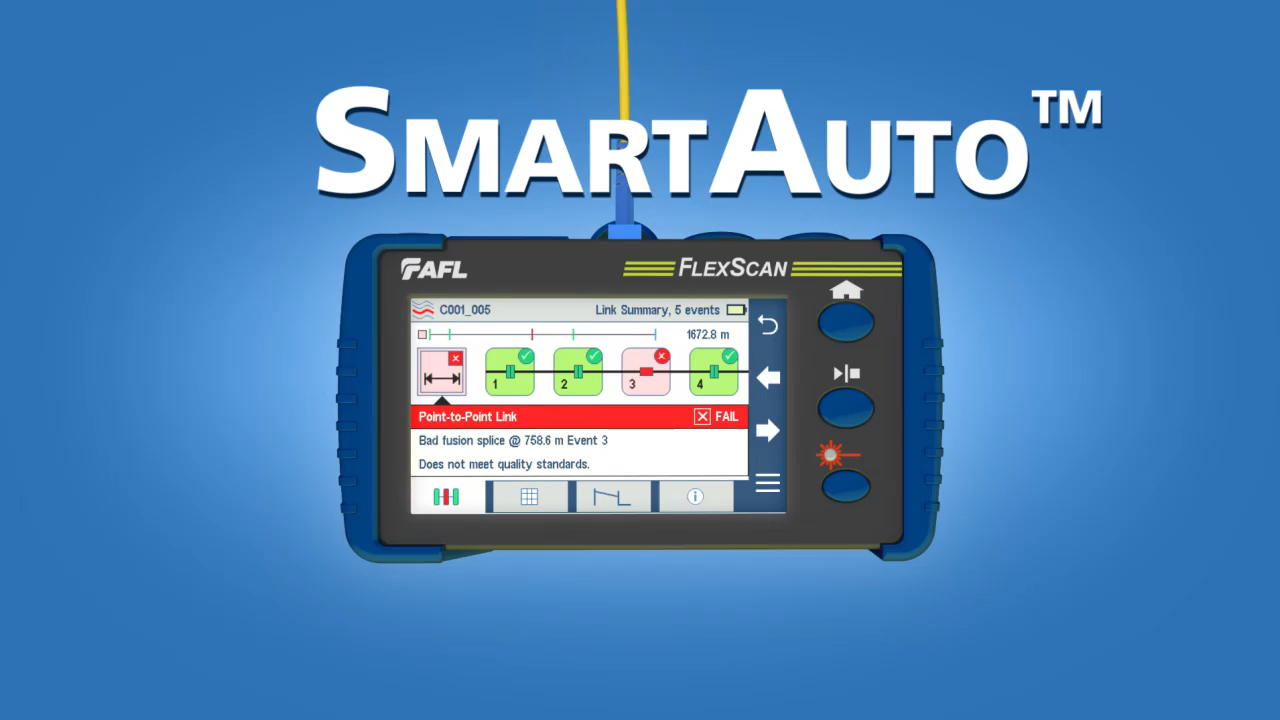 SMARTAUTO™
AFL
FLEXSCAN
C001_005
Link Summary, 5 events
1672.8 m
1
2
3
4
Point-to-Point Link
FAIL
Bad fusion splice @ 758.6 m Event 3
Does not meet quality standards.
i